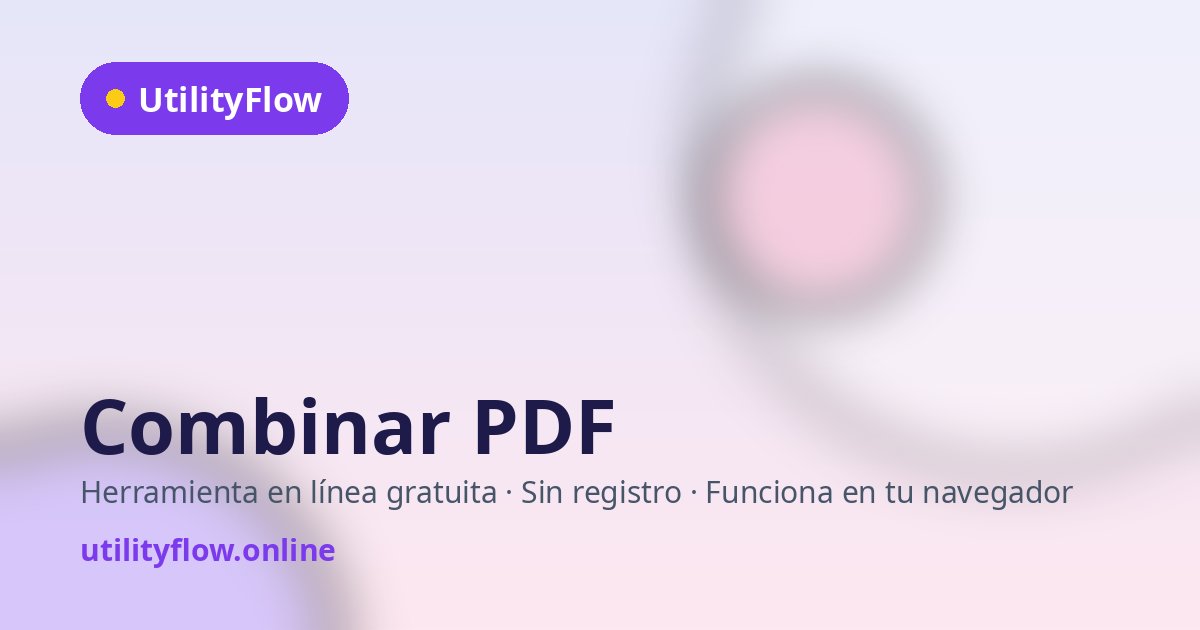 UtilityFlow
Combinar PDF
Herramienta en línea gratuita · Sin registro · Funciona en tu navegador
utilityflow.online